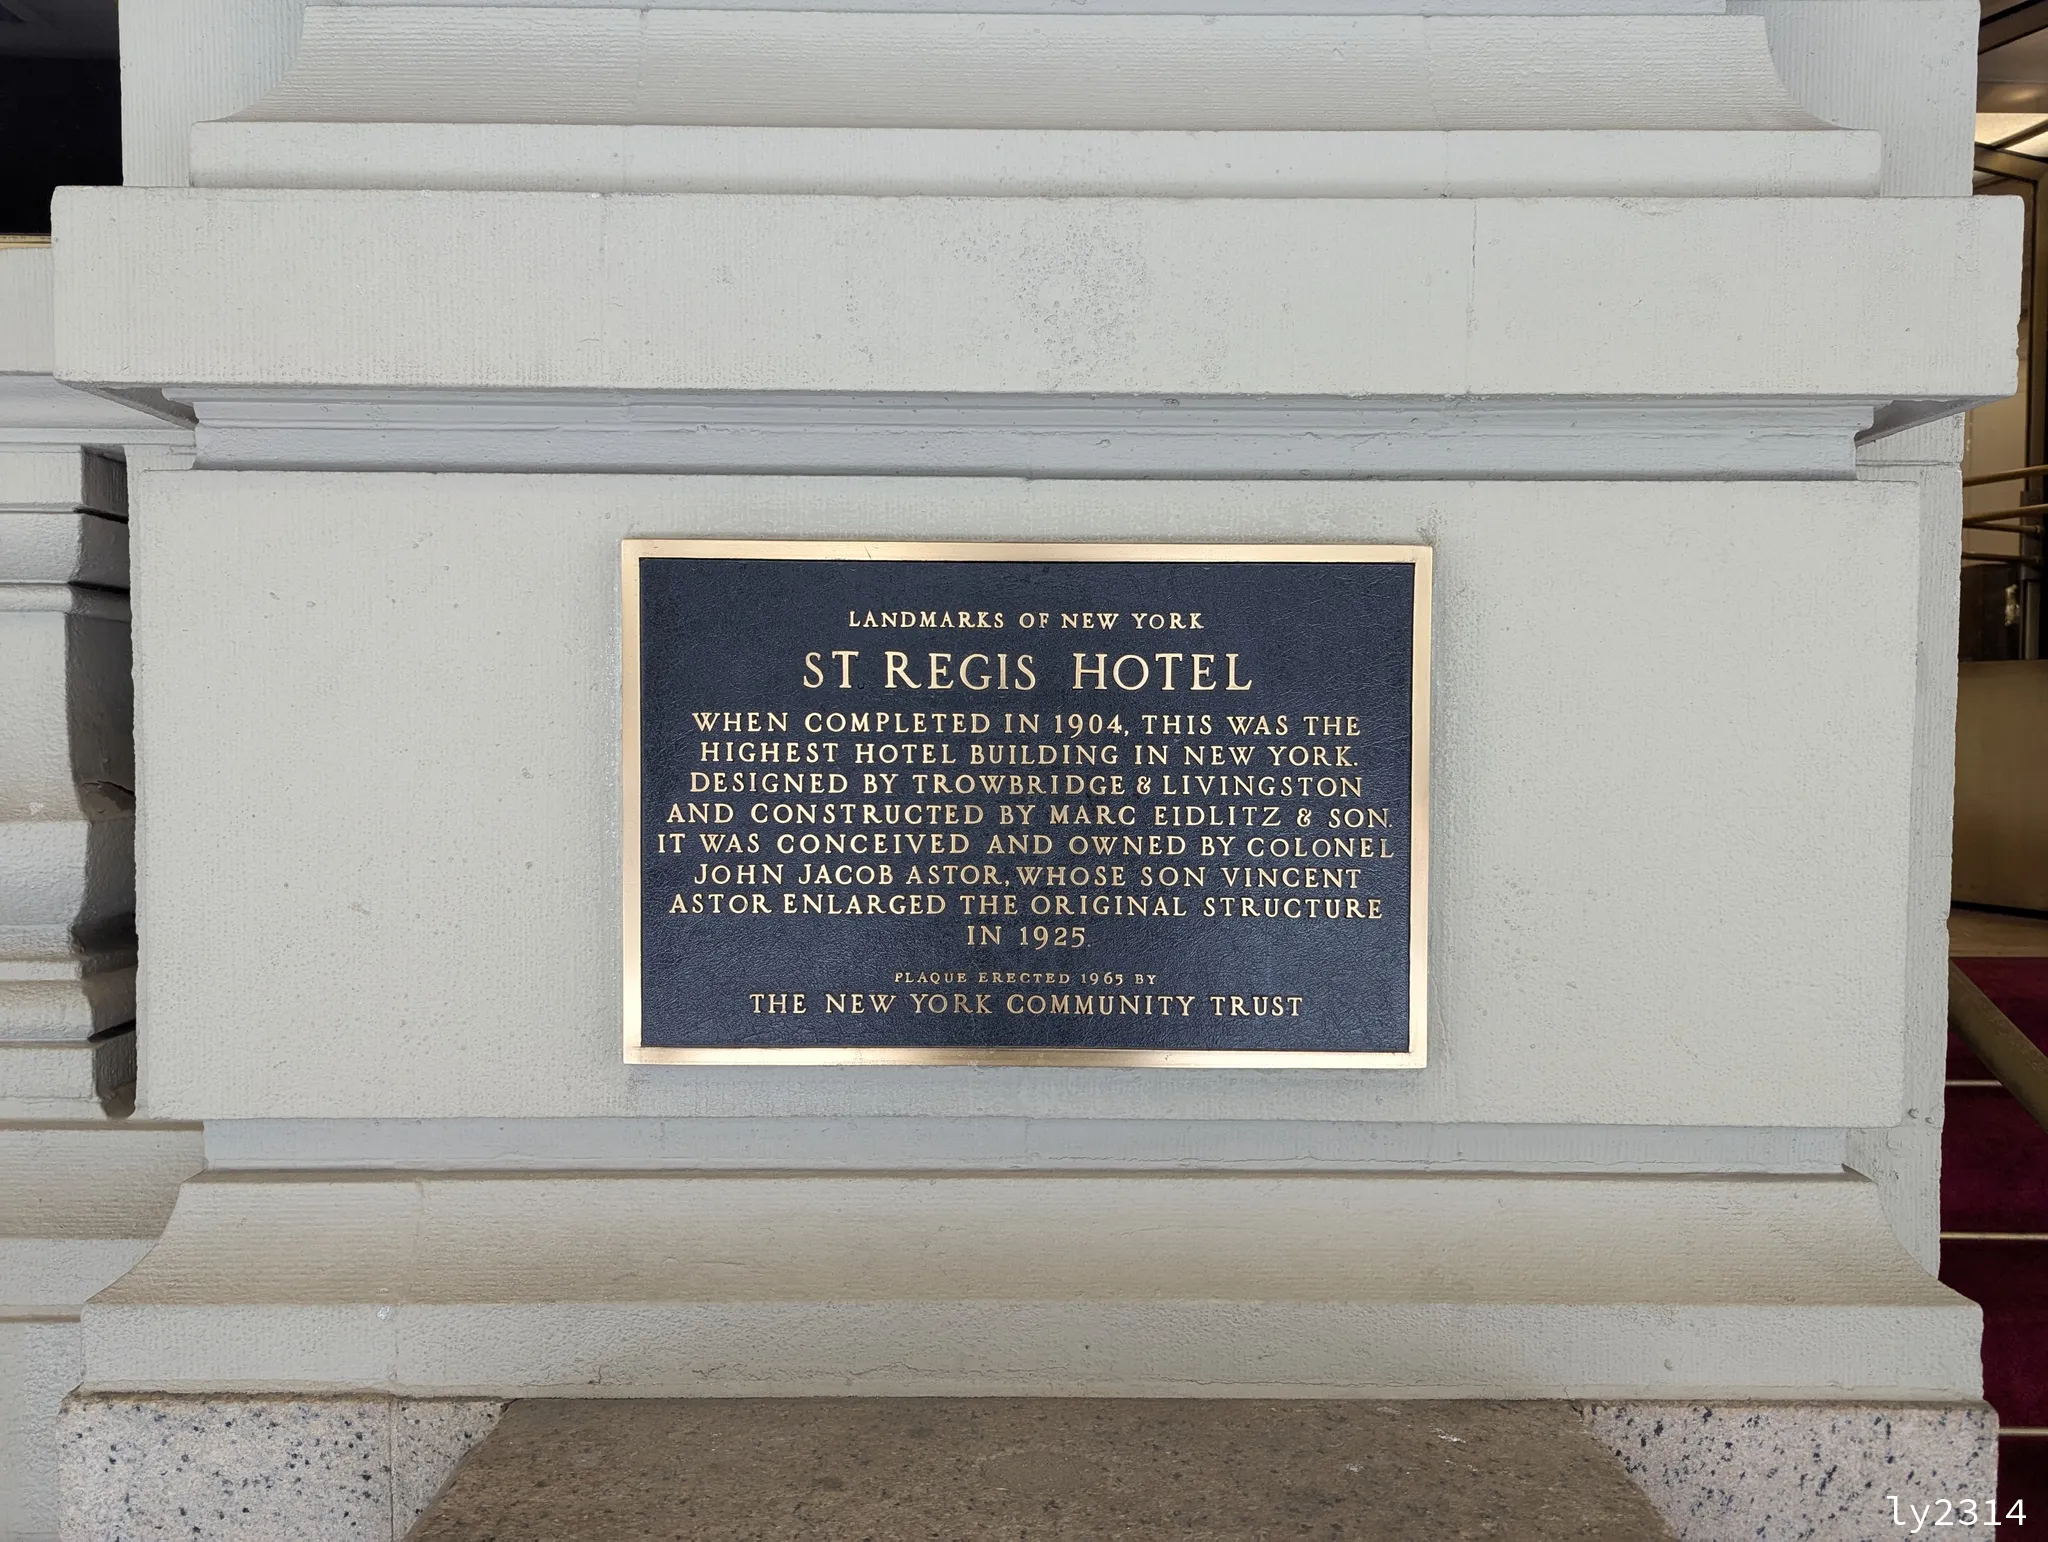 LANDMARKS OF NEW YORK
ST REGIS HOTEL
WHEN COMPLETED IN 1904, THIS WAS THE
HIGHEST HOTEL BUILDING IN NEW YORK.
DESIGNED BY TROWBRIDGE & LIVINGSTON
AND CONSTRUCTED BY MARC EIDLITZ & SON.
IT WAS CONCEIVED AND OWNED BY COLONEL
JOHN JACOB ASTOR, WHOSE SON VINCENT
ASTOR ENLARGED THE ORIGINAL STRUCTURE
IN 1925.
PLAQUE ERECTED 1965 BY
THE NEW YORK COMMUNITY TRUST
ly2314